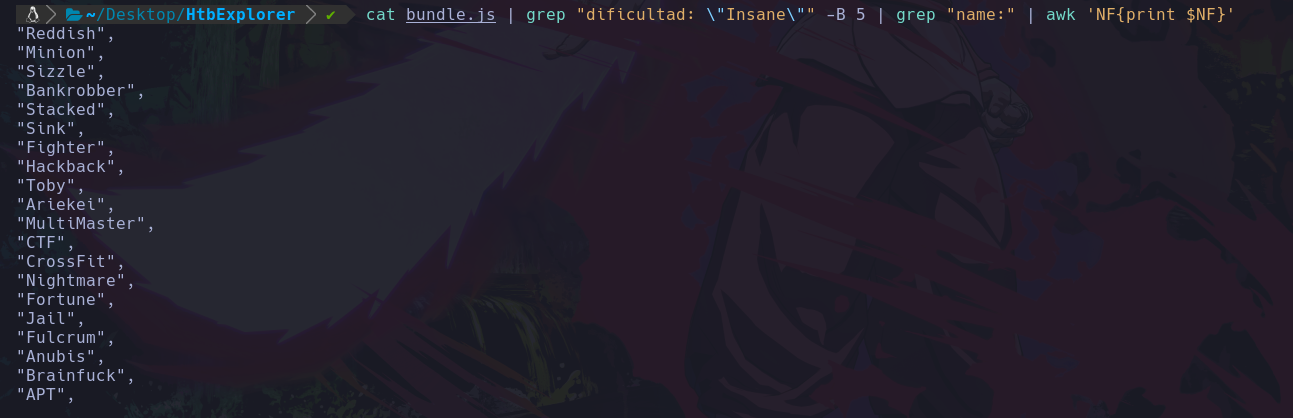 ~/Desktop/HtbExplorer ✔ cat bundle.js | grep "dificultad: \"Insane\"" -B 5 | grep "name:" | awk 'NF{print $NF}'
"Reddish",
"Minion",
"Sizzle",
"Bankrobber",
"Stacked",
"Sink",
"Fighter",
"Hackback",
"Toby",
"Ariekei",
"MultiMaster",
"CTF",
"CrossFit",
"Nightmare",
"Fortune",
"Jail",
"Fulcrum",
"Anubis",
"Brainfuck",
"APT",